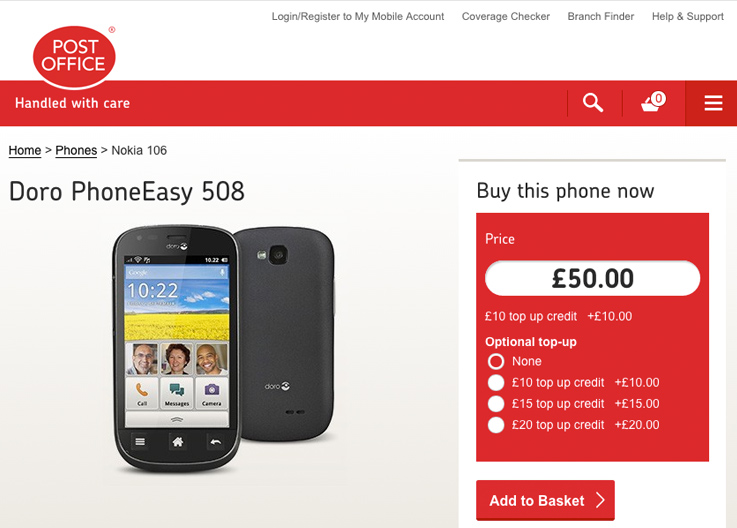 Login/Register to My Mobile Account Coverage Checker Branch Finder Help & Support
POST
OFFICE
®
Handled with care
0
Home > Phones > Nokia 106
Doro PhoneEasy 508
doro
10.22
Google
10:22
Call Messages Camera
doro
Buy this phone now
Price
£50.00
£10 top up credit +£10.00
Optional top-up
None
£10 top up credit +£10.00
£15 top up credit +£15.00
£20 top up credit +£20.00
Add to Basket